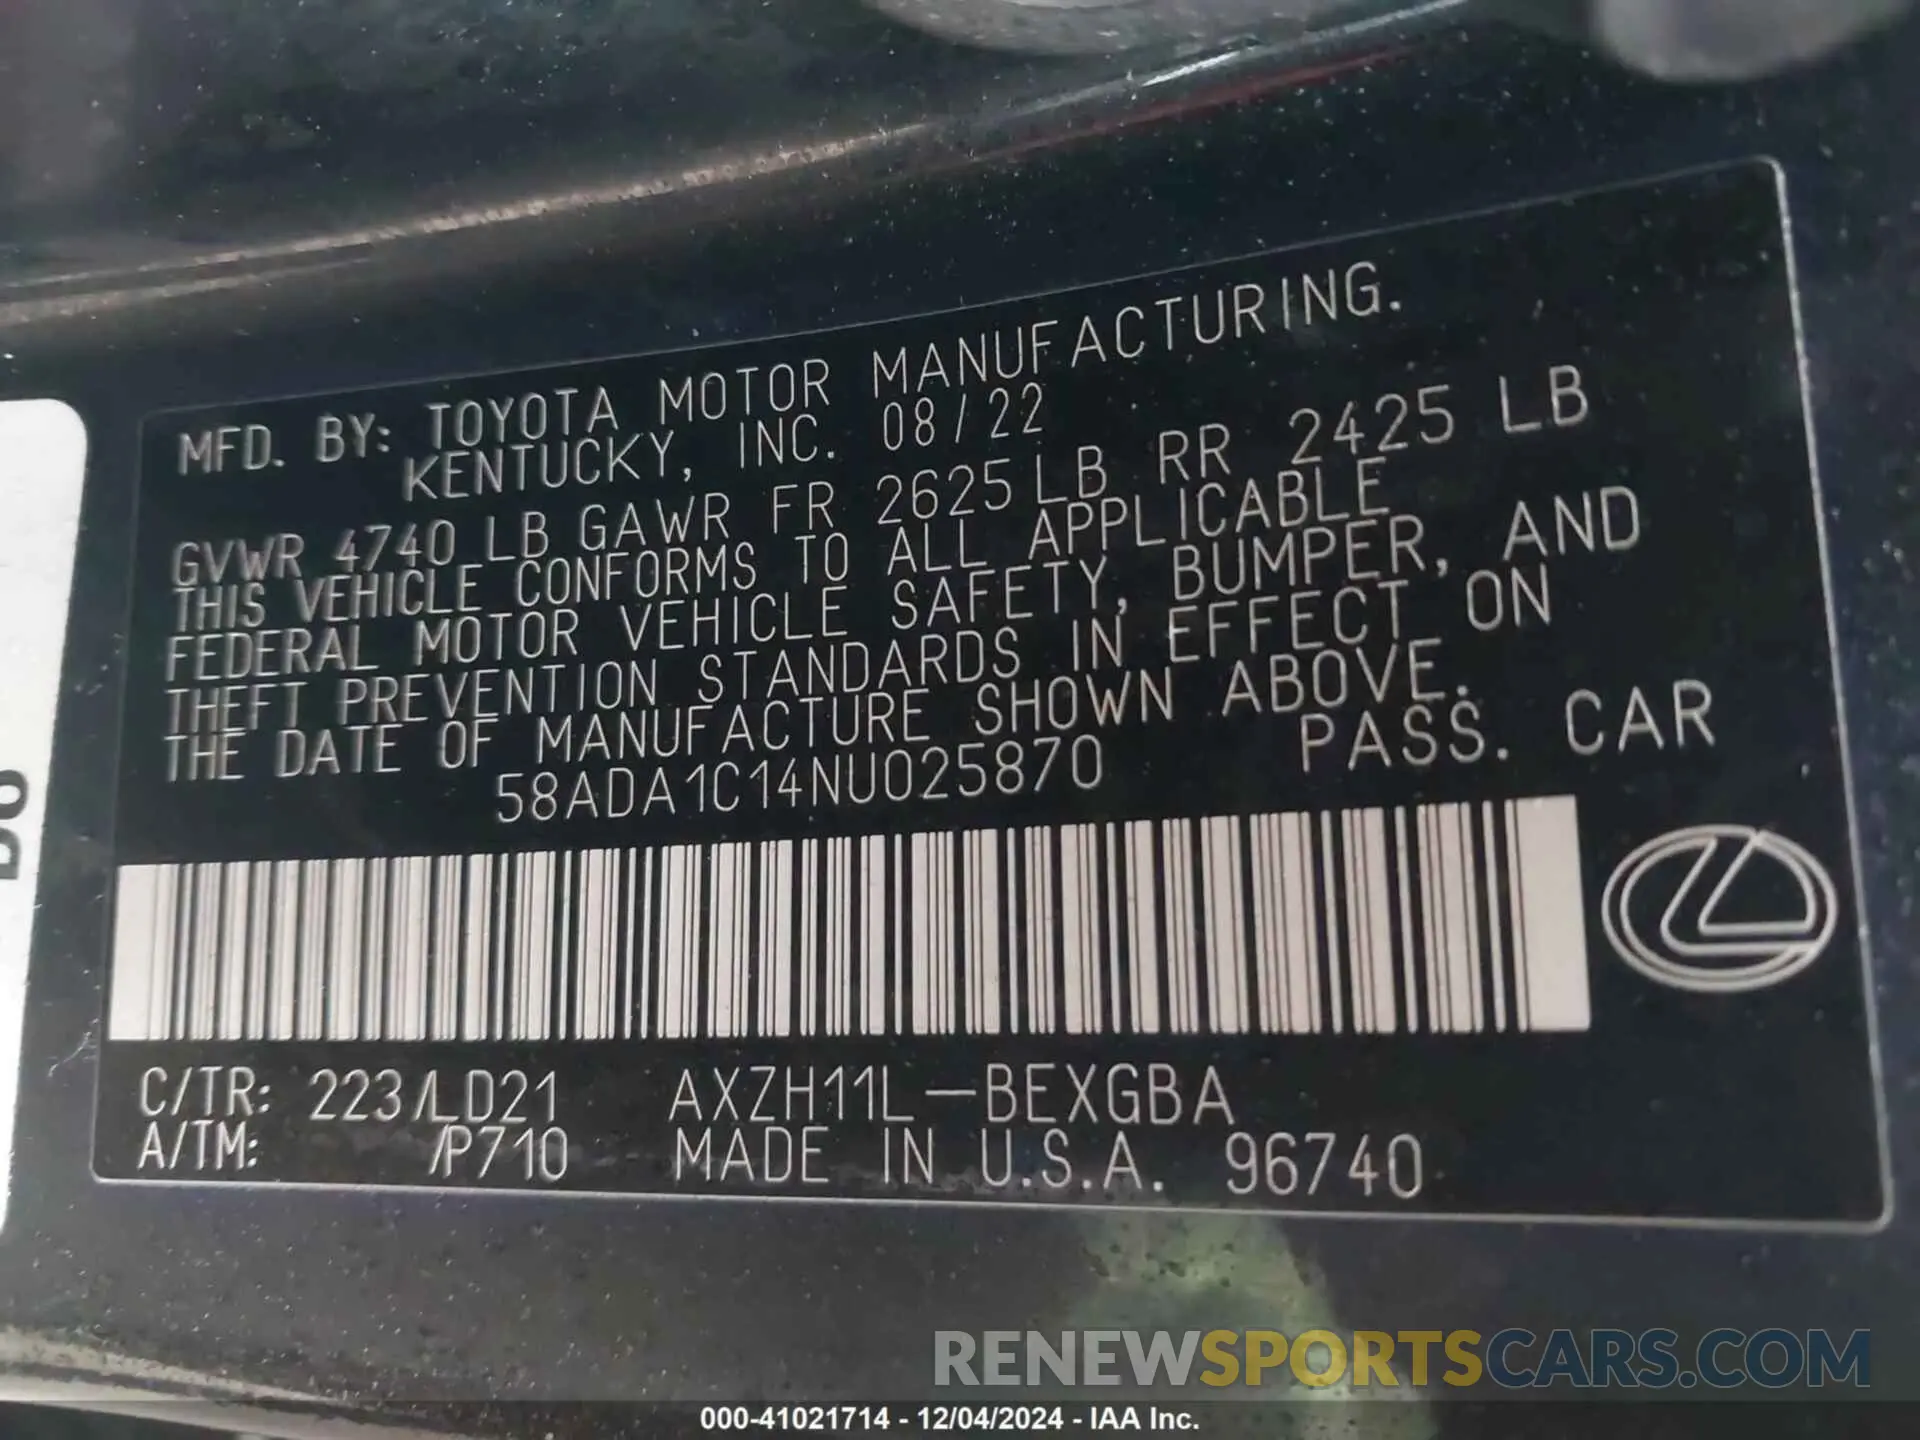 MFD. BY: TOYOTA MOTOR MANUFACTURING.
KENTUCKY, INC. 08/22
GVWR 4740 LB GAWR FR 2625 LB RR 2425 LB
THIS VEHICLE CONFORMS TO ALL APPLICABLE
FEDERAL MOTOR VEHICLE SAFETY, BUMPER, AND
THEFT PREVENTION STANDARDS IN EFFECT ON
THE DATE OF MANUFACTURE SHOWN ABOVE.
58ADA1C14NU025870 PASS. CAR
C/TR: 223/LD21 AXZH11L-BEXGBA
A/TM: /P710 MADE IN U.S.A. 96740
RENEWSPORTSCARS.COM
000-41021714 - 12/04/2024 - IAA Inc.